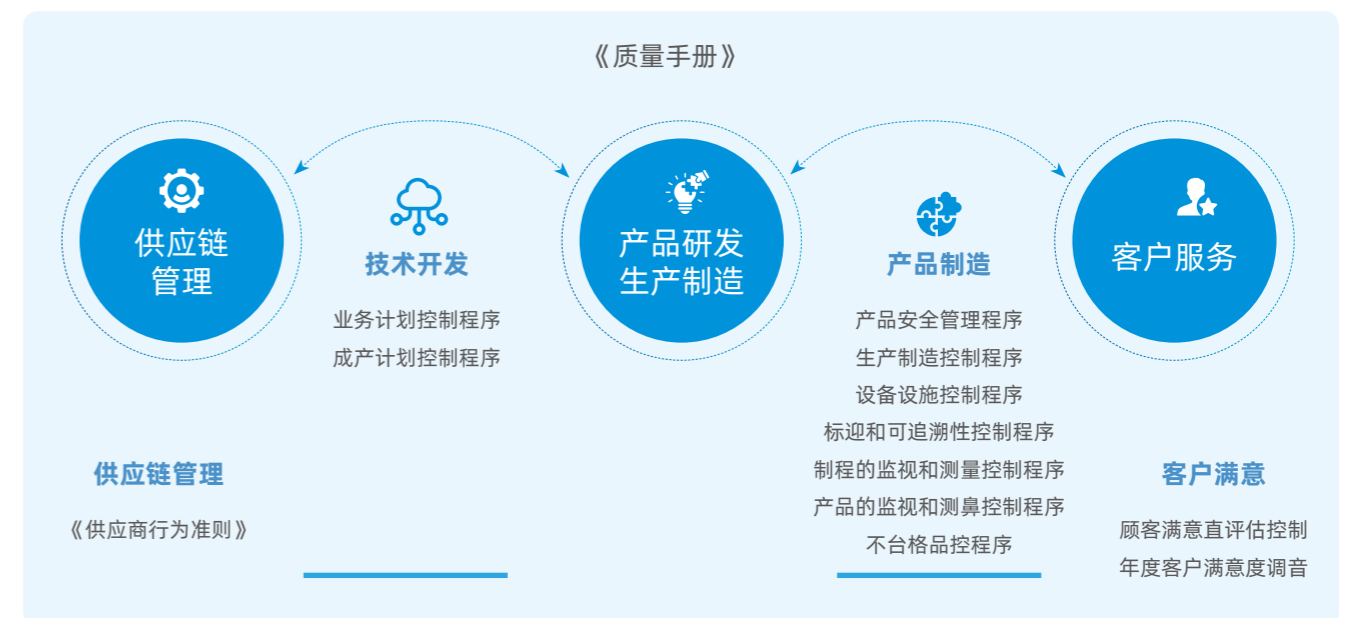 《质量手册》
供应链
管理
技术开发
业务计划控制程序
成产计划控制程序
产品研发
生产制造
产品制造
产品安全管理程序
生产制造控制程序
设备设施控制程序
标迎和可追溯性控制程序
制程的监视和测量控制程序
产品的监视和测鼻控制程序
不台格品控程序
客户服务
供应链管理
《供应商行为准则》
客户满意
顾客满意直评估控制
年度客户满意度调音